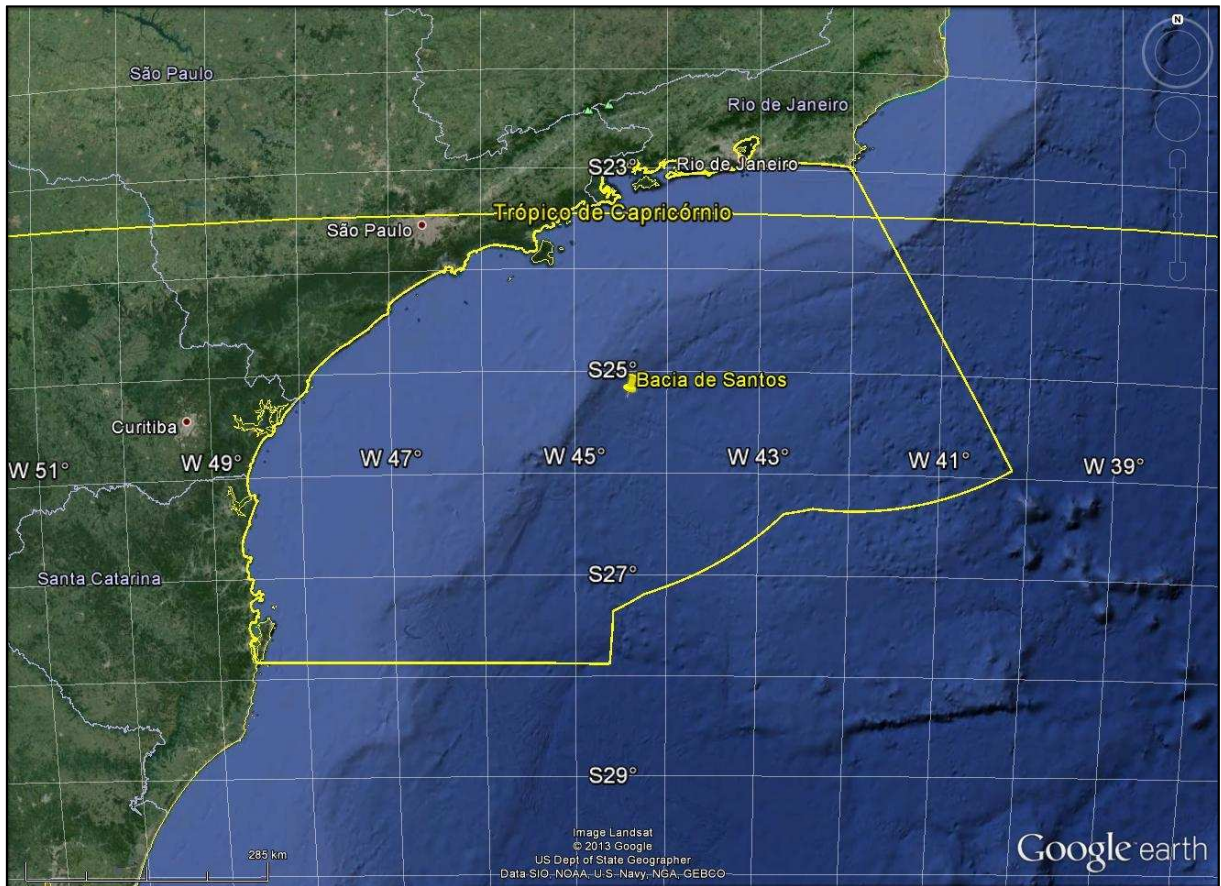 N
São Paulo
Rio de Janeiro
S23°
Rio de Janeiro
Trópico de Capricórnio
São Paulo
S25°
Bacia de Santos
Curitiba
W 51°
W 49°
W 47°
W 45°
W 43°
W 41°
W 39°
Santa Catarina
S27°
S29°
285 km
Image Landsat
© 2013 Google
US Dept of State Geographer
Data SIO, NOAA, U.S. Navy, NGA, GEBCO
Google earth